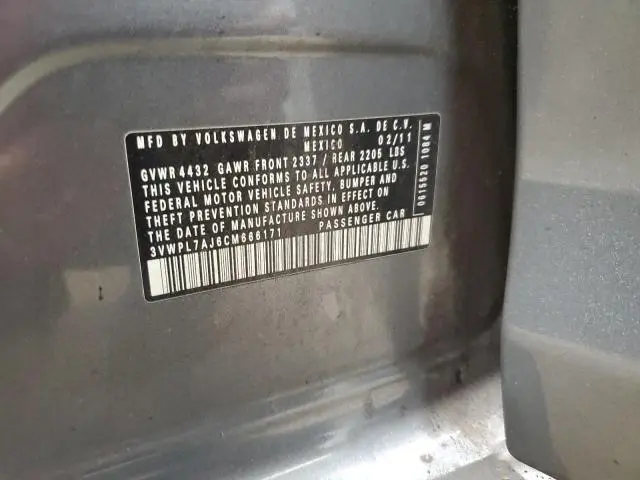 MFD BY VOLKSWAGEN DE MEXICO S.A. DE C.V.
MEXICO 02/11
GVWR 4432 GAWR FRONT 2337 / REAR 2205 LBS
THIS VEHICLE CONFORMS TO ALL APPLICABLE U.S.
FEDERAL MOTOR VEHICLE SAFETY, BUMPER AND
THEFT PREVENTION STANDARDS IN EFFECT ON
THE DATE OF MANUFACTURE SHOWN ABOVE.
3VWPL7AJ6CM666171 PASSENGER CAR
0615520 1084 M